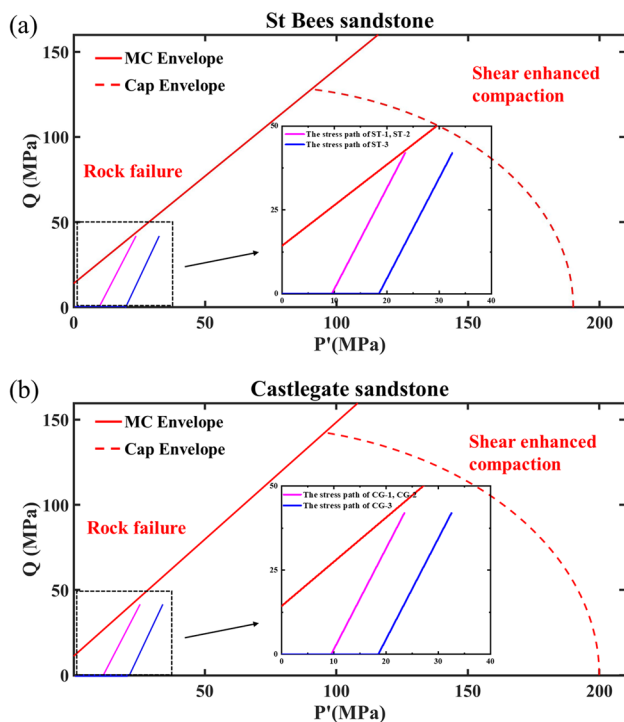 (a)
St Bees sandstone
MC Envelope
Cap Envelope
Shear enhanced
compaction
Rock failure
The stress path of ST-1, ST-2
The stress path of ST-3
50
25
0
0 10 20 30 40
150
100
50
0
0 50 100 150 200
Q (MPa)
P'(MPa)
(b)
Castlegate sandstone
MC Envelope
Cap Envelope
Shear enhanced
compaction
Rock failure
The stress path of CG-1, CG-2
The stress path of CG-3
50
25
0
0 10 20 30 40
150
100
50
0
0 50 100 150 200
Q (MPa)
P'(MPa)